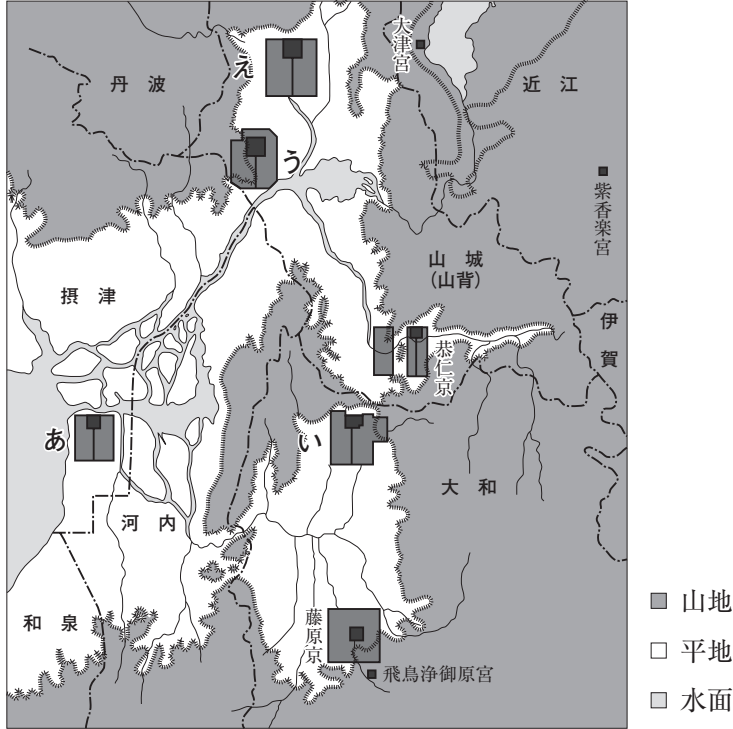 え
大津宮
丹波
近江
う
紫香楽宮
山城
(山背)
摂津
伊賀
恭仁京
あ
い
大和
河内
藤原京
和泉
飛鳥浄御原宮
山地
平地
水面